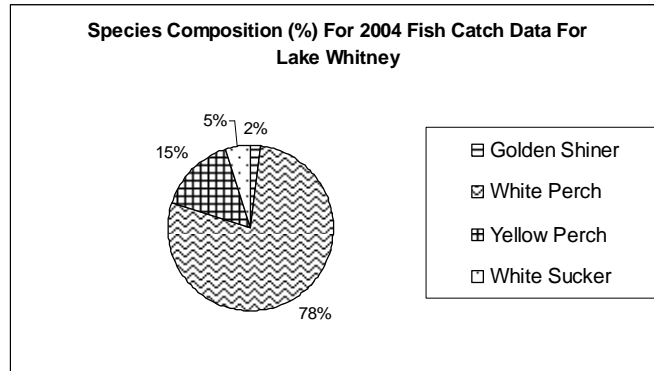 Species Composition (%) For 2004 Fish Catch Data For
Lake Whitney
5%
2%
15%
78%
Golden Shiner
White Perch
Yellow Perch
White Sucker